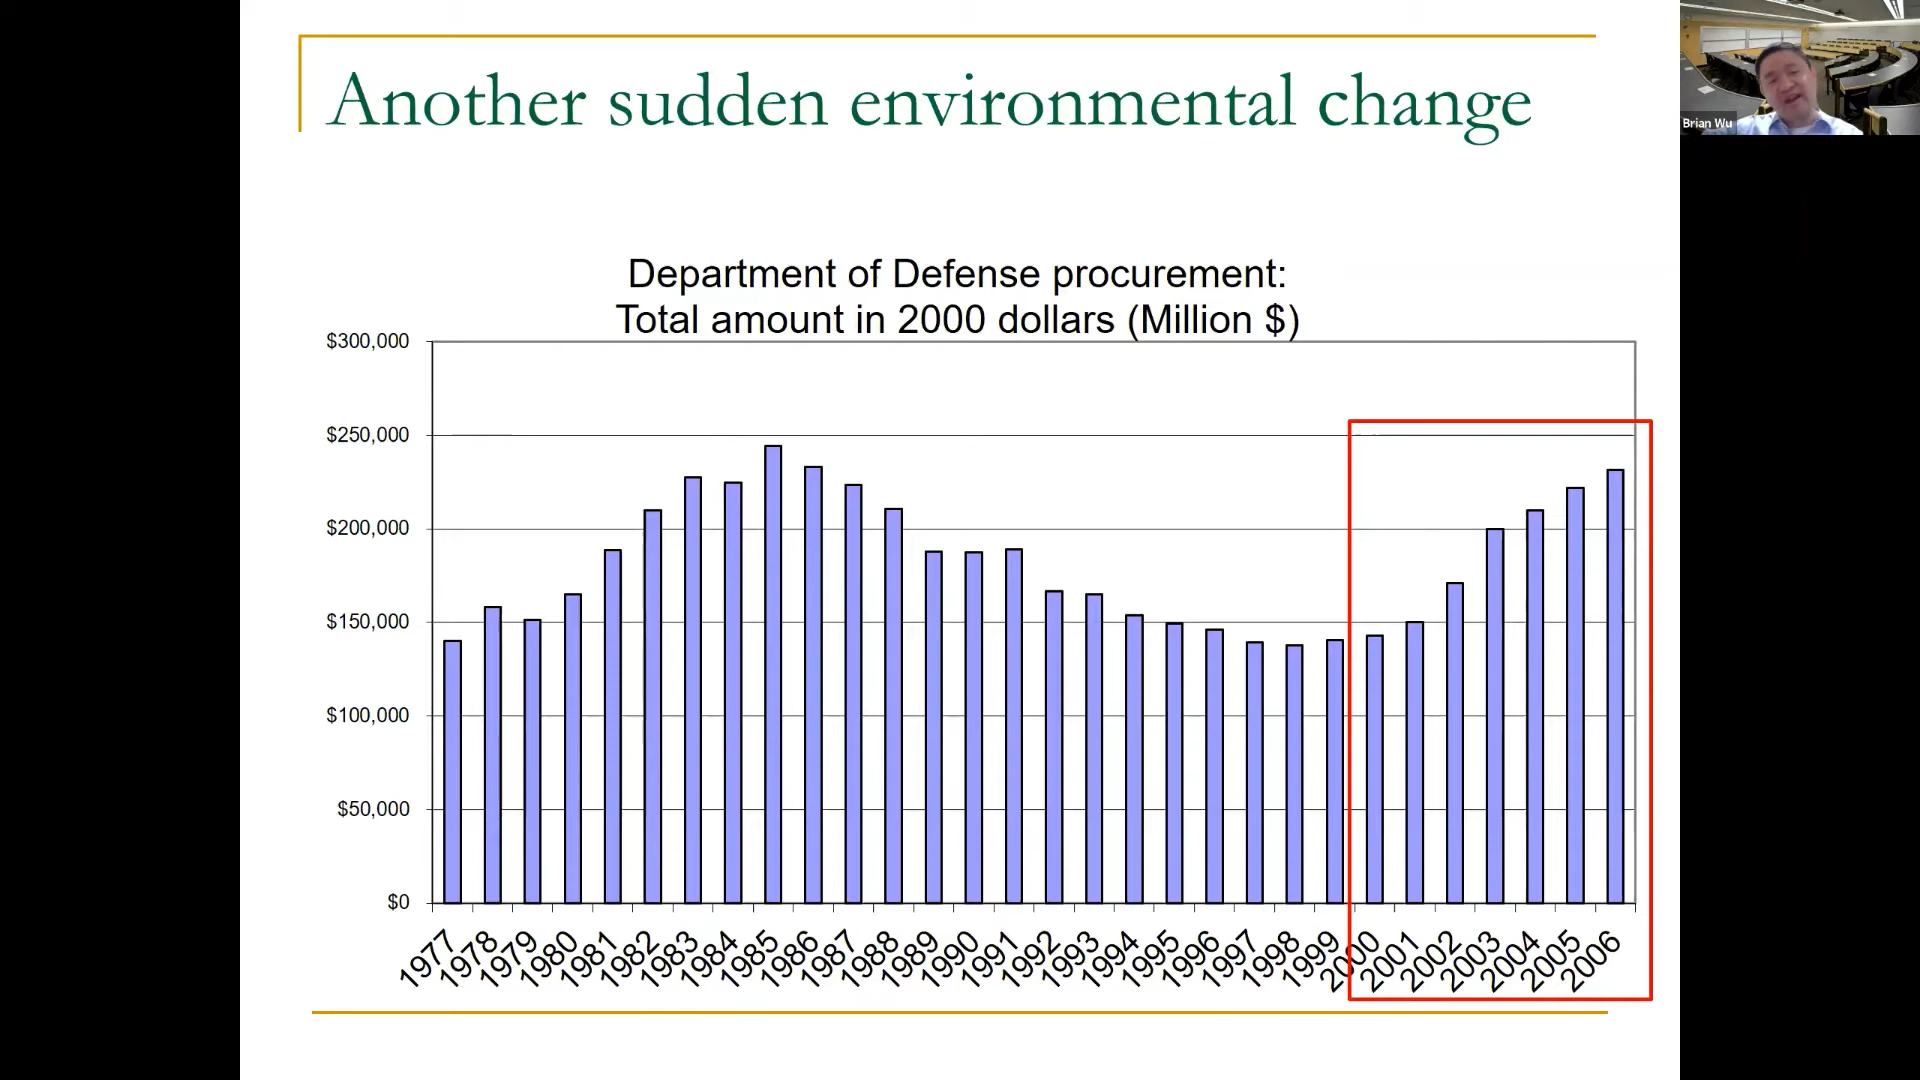 Another sudden environmental change
Brian Wu
Department of Defense procurement:
Total amount in 2000 dollars (Million $)
$300,000
$250,000
$200,000
$150,000
$100,000
$50,000
$0
1977 1978 1979 1980 1981 1982 1983 1984 1985 1986 1987 1988 1989 1990 1991 1992 1993 1994 1995 1996 1997 1998 1999 2000 2001 2002 2003 2004 2005 2006